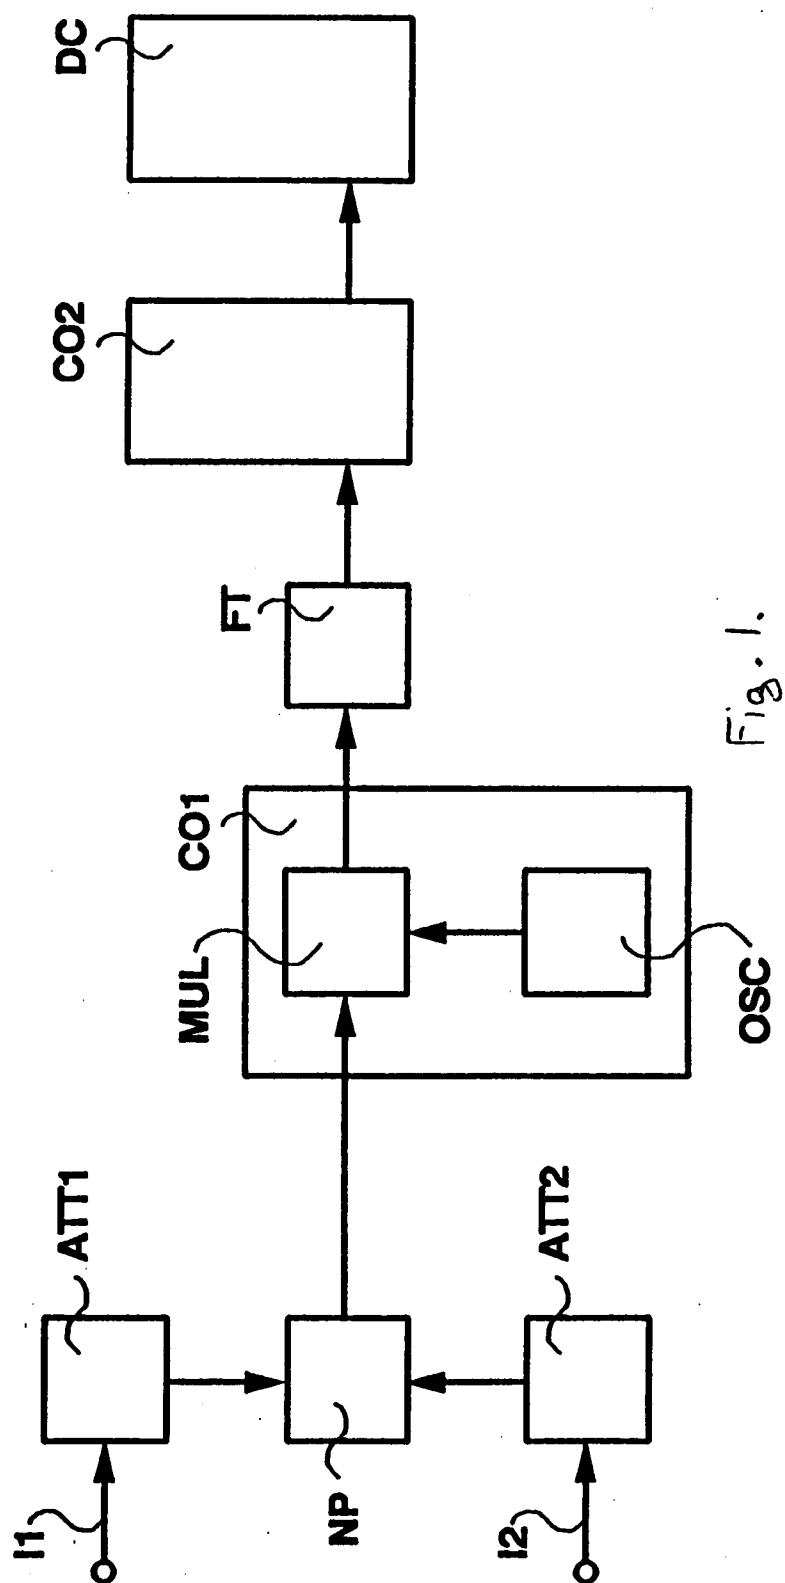 I1
ATT1
NP
I2
ATT2
MUL
CO1
OSC
FT
CO2
DC
Fig. 1.